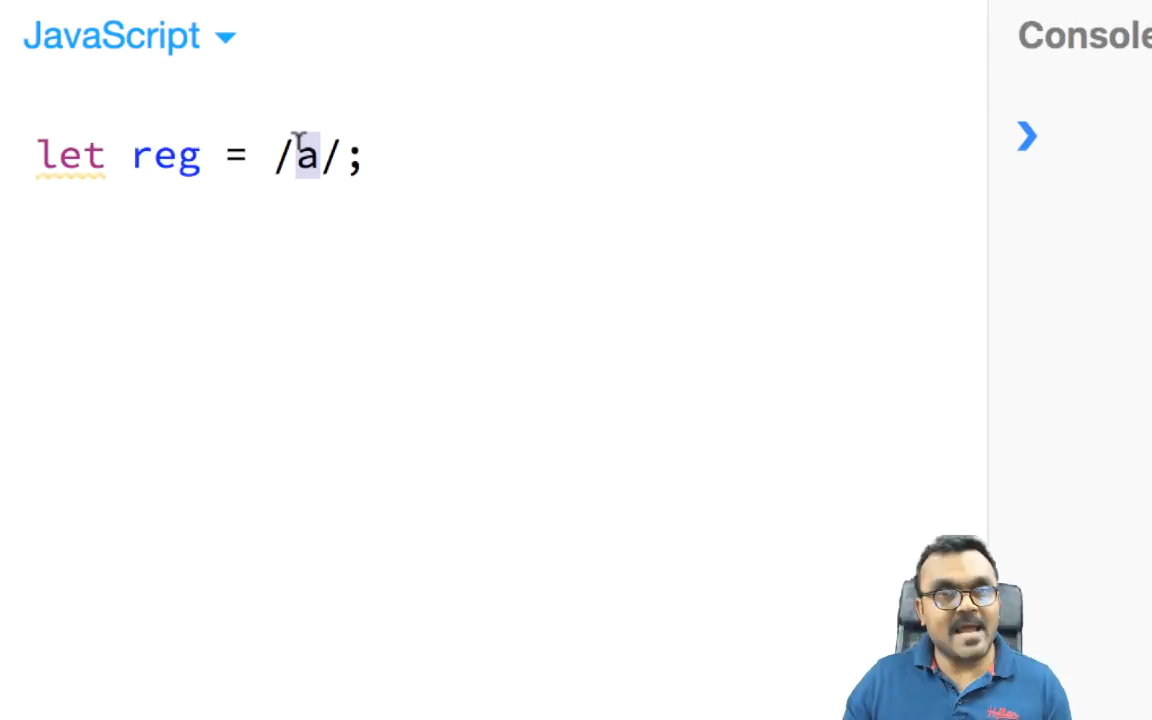 JavaScript
Console
let reg = /a/;